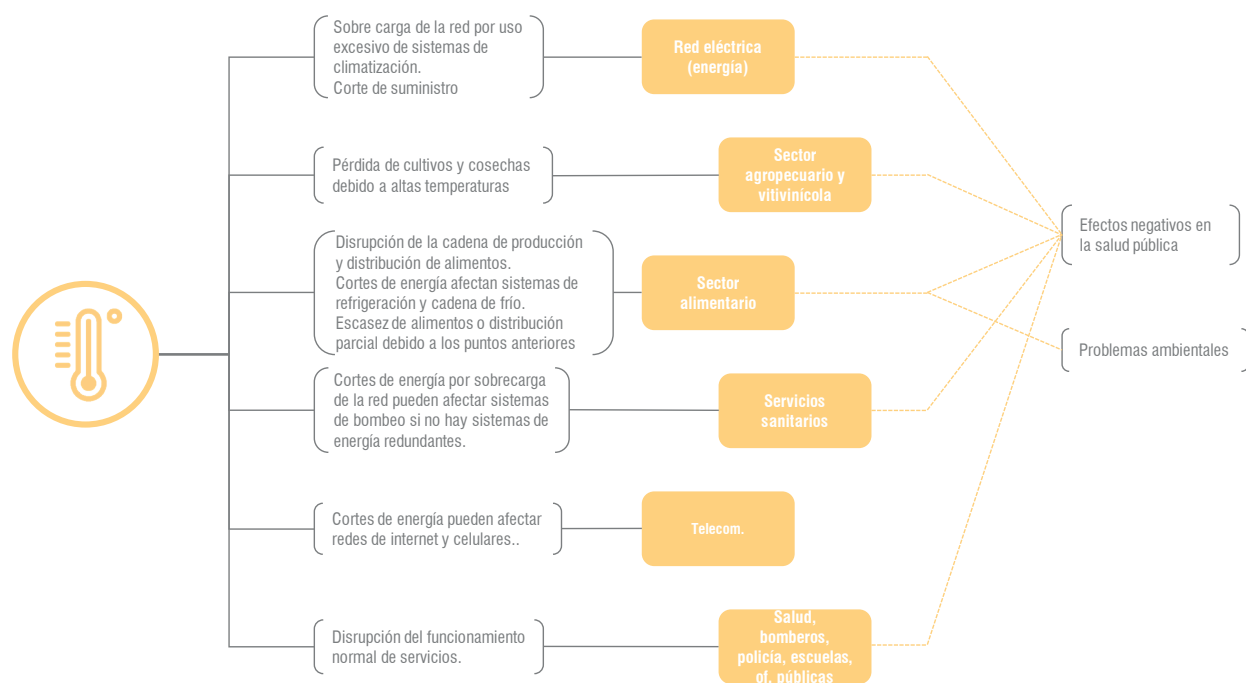 Sobre carga de la red por uso
excesivo de sistemas de
climatización.
Corte de suministro
Red eléctrica
(energía)
Pérdida de cultivos y cosechas
debido a altas temperaturas
Sector
agropecuario y
vitivinícola
Disrupción de la cadena de producción
y distribución de alimentos.
Cortes de energía afectan sistemas de
refrigeración y cadena de frío.
Escasez de alimentos o distribución
parcial debido a los puntos anteriores
Sector
alimentario
Cortes de energía por sobrecarga
de la red pueden afectar sistemas
de bombeo si no hay sistemas de
energía redundantes.
Servicios
sanitarios
Cortes de energía pueden afectar
redes de internet y celulares..
Telecom.
Disrupción del funcionamiento
normal de servicios.
Salud,
bomberos,
policía, escuelas,
of. públicas
Efectos negativos en
la salud pública
Problemas ambientales